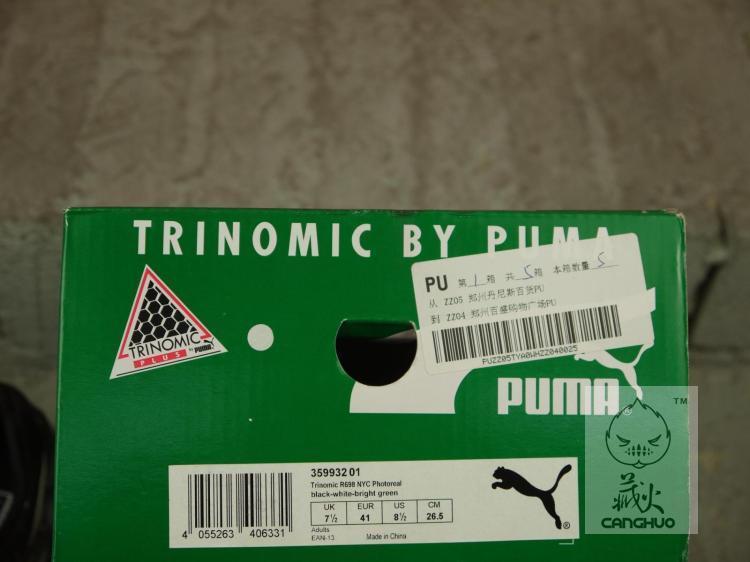 TRINOMIC BY PUMA
PU 第1箱 共5箱 本箱数量5
从 ZZ05 郑州丹尼斯百货PU
到 ZZ04 郑州百盛购物广场PU
PUZZ05TYA0WHZZ040025
TRINOMIC
PLUS BY PUMA
PUMA®
35993201
Trinomic R698 NYC Photoreal
black-white-bright green
UK EUR US CM
7½ 41 8½ 26.5
Adults
EAN-13 Made in China
4 055263 406331
®
TM
藏火
CANGHUO